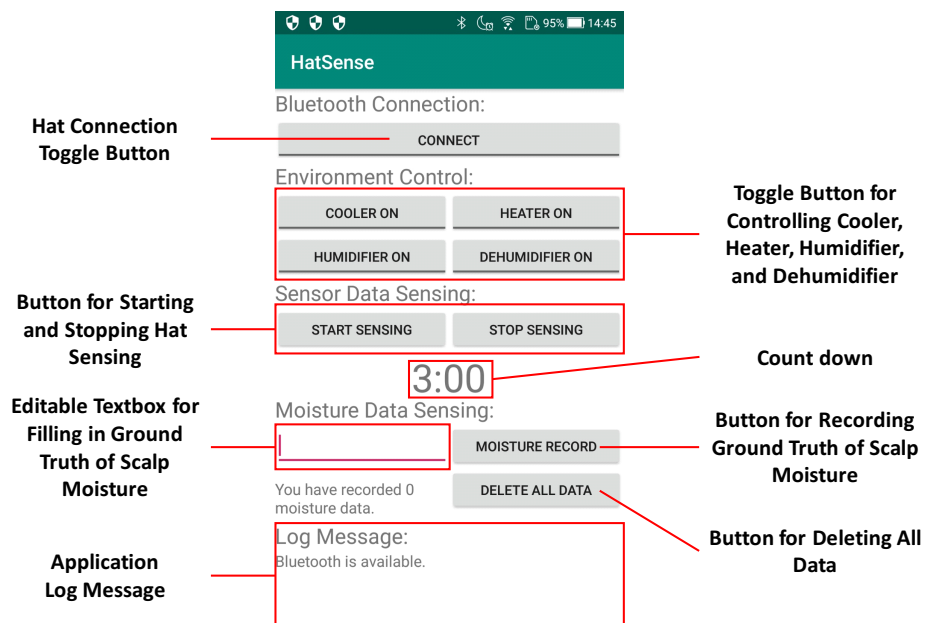 95% 14:45
HatSense
Bluetooth Connection:
CONNECT
Environment Control:
COOLER ON
HEATER ON
HUMIDIFIER ON
DEHUMIDIFIER ON
Sensor Data Sensing:
START SENSING
STOP SENSING
3:00
Moisture Data Sensing:
MOISTURE RECORD
You have recorded 0
moisture data.
DELETE ALL DATA
Log Message:
Bluetooth is available.
Hat Connection
Toggle Button
Button for Starting
and Stopping Hat
Sensing
Editable Textbox for
Filling in Ground
Truth of Scalp
Moisture
Application
Log Message
Toggle Button for
Controlling Cooler,
Heater, Humidifier,
and Dehumidifier
Count down
Button for Recording
Ground Truth of Scalp
Moisture
Button for Deleting All
Data